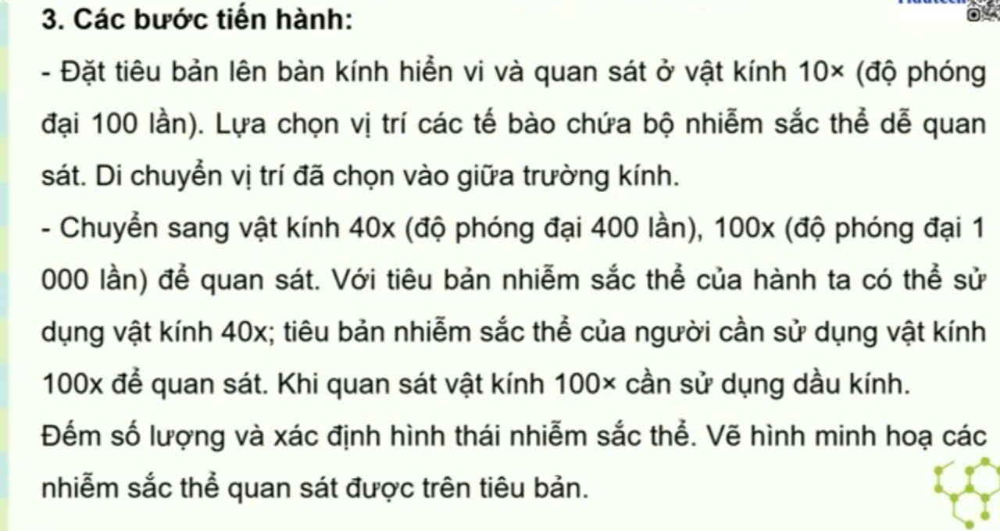 3. Các bước tiến hành:
- Đặt tiêu bản lên bàn kính hiển vi và quan sát ở vật kính 10× (độ phóng
đại 100 lần). Lựa chọn vị trí các tế bào chứa bộ nhiễm sắc thể dễ quan
sát. Di chuyển vị trí đã chọn vào giữa trường kính.
- Chuyển sang vật kính 40x (độ phóng đại 400 lần), 100x (độ phóng đại 1
000 lần) để quan sát. Với tiêu bản nhiễm sắc thể của hành ta có thể sử
dụng vật kính 40x; tiêu bản nhiễm sắc thể của người cần sử dụng vật kính
100x để quan sát. Khi quan sát vật kính 100× cần sử dụng dầu kính.
Đếm số lượng và xác định hình thái nhiễm sắc thể. Vẽ hình minh hoạ các
nhiễm sắc thể quan sát được trên tiêu bản.